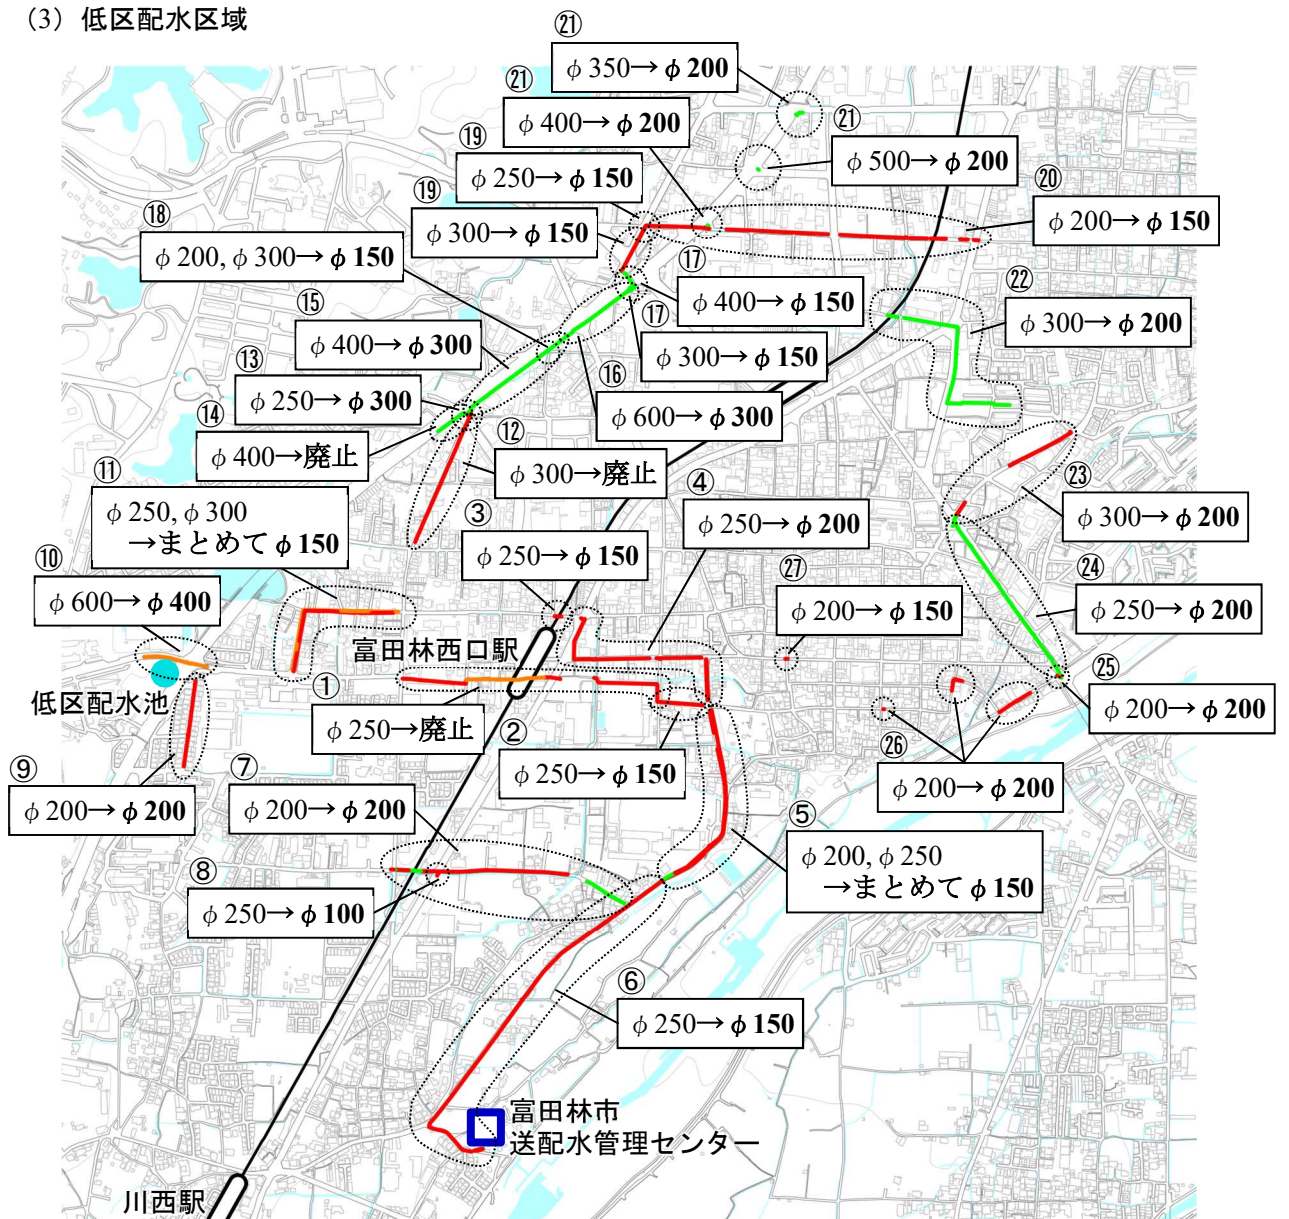 (3) 低区配水区域
㉑
φ350→φ200
㉑
φ400→φ200
㉑
φ500→φ200
⑲
φ250→φ150
⑲
φ300→φ150
⑳
φ200→φ150
⑱
φ200, φ300→φ150
⑰
φ400→φ150
⑰
φ300→φ150
㉒
φ300→φ200
⑮
φ400→φ300
⑬
φ250→φ300
⑯
φ600→φ300
⑭
φ400→廃止
⑫
φ300→廃止
⑪
φ250, φ300
→まとめてφ150
④
φ250→φ200
③
φ250→φ150
㉓
φ300→φ200
⑩
φ600→φ400
㉗
φ200→φ150
㉔
φ250→φ200
富田林西口駅
低区配水池
①
φ250→廃止
②
φ250→φ150
㉕
φ200→φ200
㉖
φ200→φ200
⑨
φ200→φ200
⑦
φ200→φ200
⑤
φ200, φ250
→まとめてφ150
⑧
φ250→φ100
⑥
φ250→φ150
富田林市
送配水管理センター
川西駅